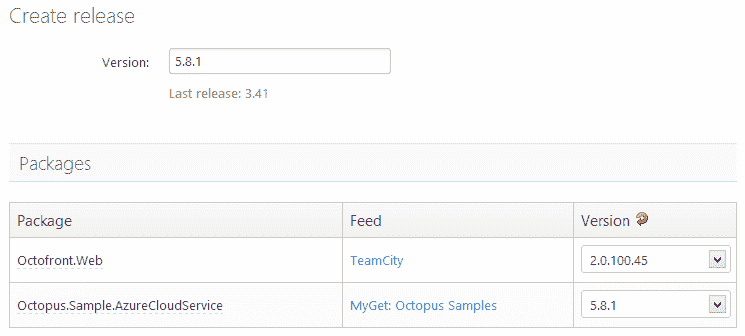 Create release
Version: 5.8.1
Last release: 3.41
Packages
Package Feed Version
Octofront.Web TeamCity 2.0.100.45
Octopus.Sample.AzureCloudService MyGet: Octopus Samples 5.8.1